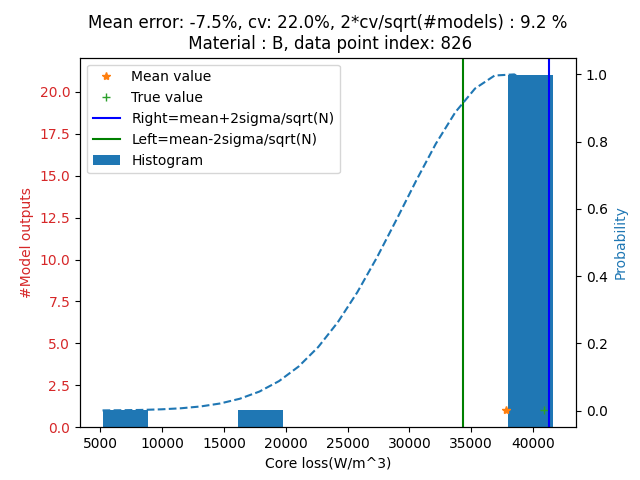 Mean error: -7.5%, cv: 22.0%, 2*cv/sqrt(#models) : 9.2 %
Material : B, data point index: 826
Mean value
True value
Right=mean+2sigma/sqrt(N)
Left=mean-2sigma/sqrt(N)
Histogram
#Model outputs
20.0
17.5
15.0
12.5
10.0
7.5
5.0
2.5
0.0
1.0
0.8
0.6
0.4
0.2
0.0
Probability
5000 10000 15000 20000 25000 30000 35000 40000
Core loss(W/m^3)